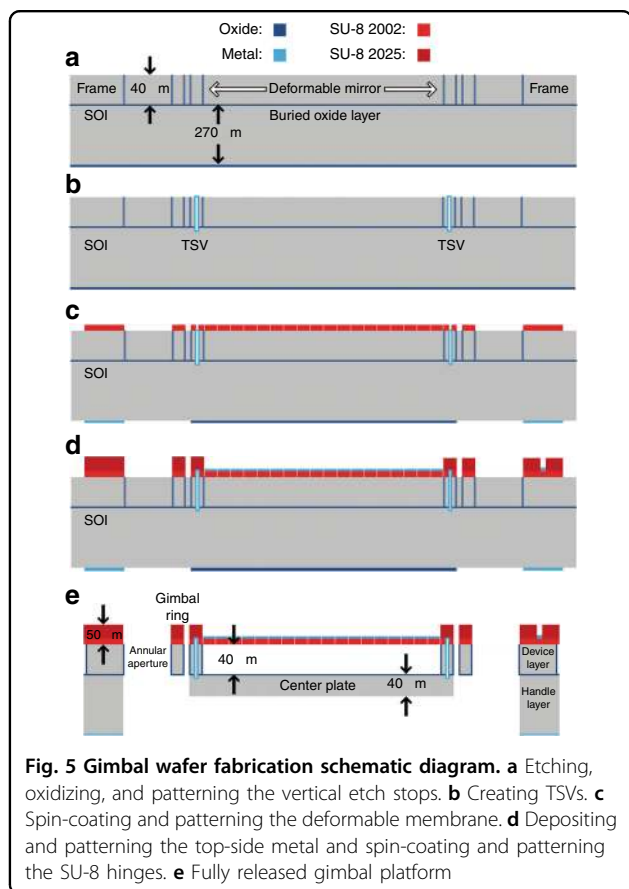 Oxide: SU-8 2002:
Metal: SU-8 2025:
a
Frame 40 m Deformable mirror Frame
SOI Buried oxide layer
270 m
b
SOI TSV TSV
c
SOI
d
SOI
e
Gimbal
ring
50 m
Annular
aperture
40 m
Center plate
40 m
Device
layer
Handle
layer
Fig. 5 Gimbal wafer fabrication schematic diagram. a Etching,
oxidizing, and patterning the vertical etch stops. b Creating TSVs. c
Spin-coating and patterning the deformable membrane. d Depositing
and patterning the top-side metal and spin-coating and patterning
the SU-8 hinges. e Fully released gimbal platform